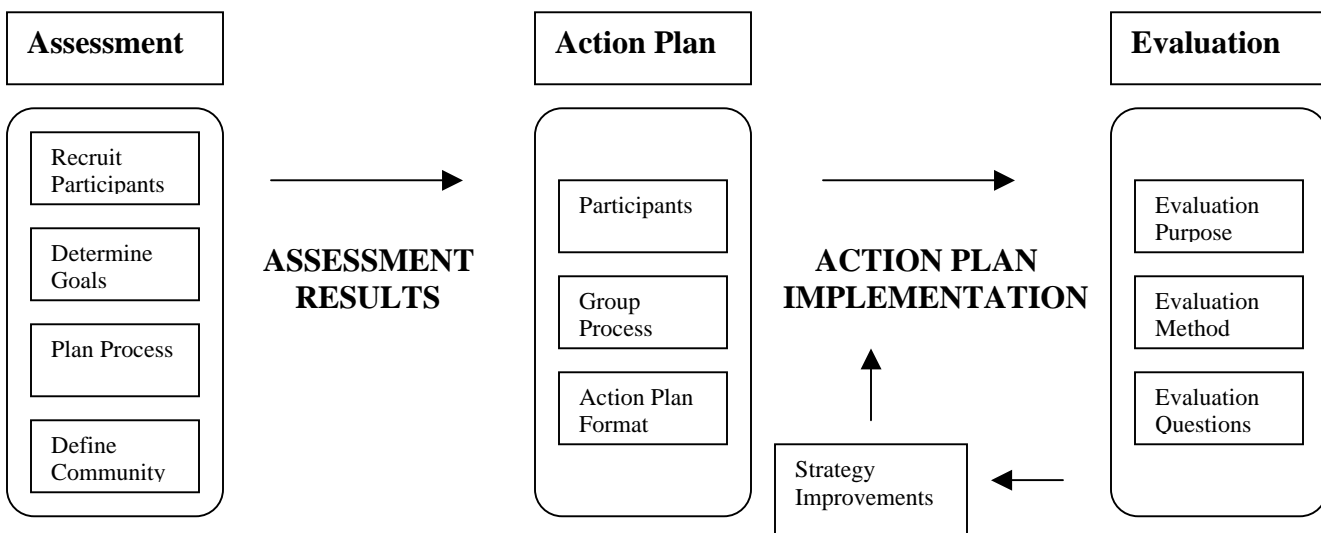 Assessment
Action Plan
Evaluation
Recruit
Participants
Determine
Goals
Plan Process
Define
Community
ASSESSMENT
RESULTS
Participants
Group
Process
Action Plan
Format
ACTION PLAN
IMPLEMENTATION
Strategy
Improvements
Evaluation
Purpose
Evaluation
Method
Evaluation
Questions